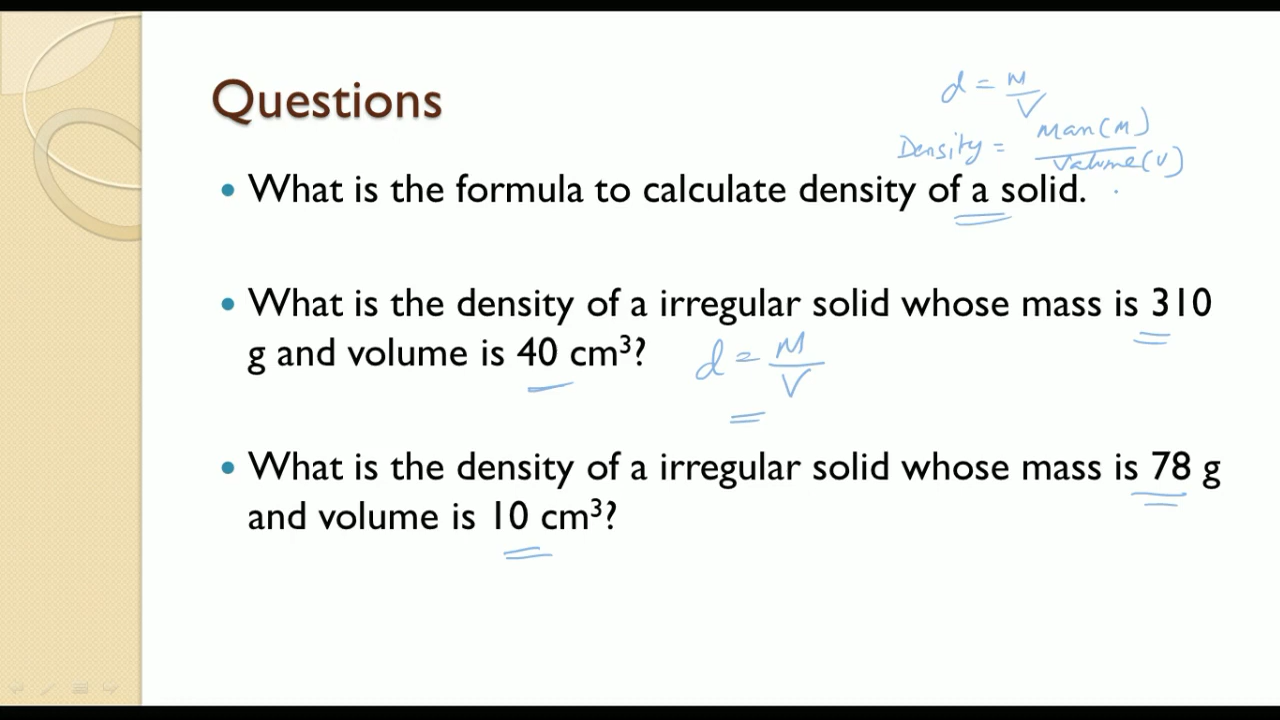 Questions
d = M
V
Density = Mass (M)
Volume (V)
• What is the formula to calculate density of a solid.
• What is the density of a irregular solid whose mass is 310
g and volume is 40 cm³?
d = M
V
=
• What is the density of a irregular solid whose mass is 78 g
and volume is 10 cm³?